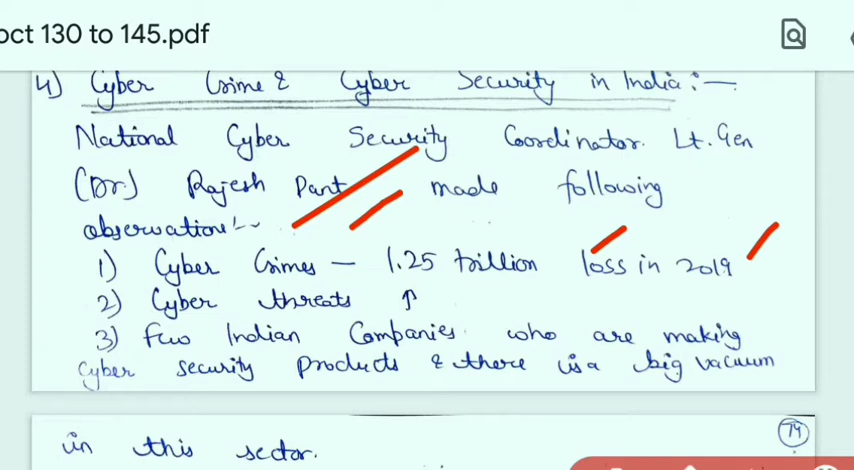 oct 130 to 145.pdf
4) Cyber Crime & Cyber Security in India:—
National Cyber Security Coordinator Lt. Gen
(Dr.) Rajesh Pant made following
observation:-
1) Cyber Crimes — 1.25 trillion loss in 2019
2) Cyber threats ↑
3) few Indian Companies who are making
Cyber security products & there is a big vacuum
74
in this sector.